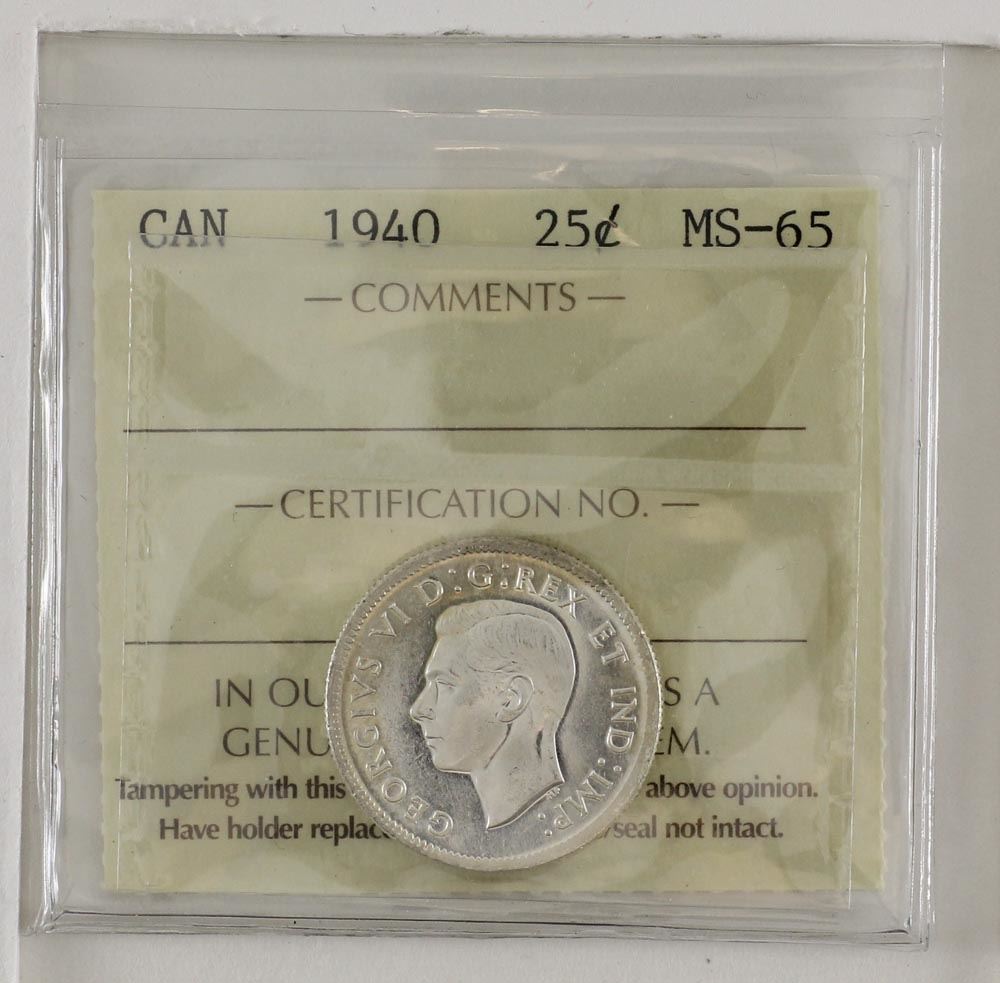 CAN 1940 25¢ MS-65
— COMMENTS —
— CERTIFICATION NO. —
GEORGIVS VI D:G:REX ET IND:IMP:
IN OU S A
GENU EM.
Tampering with this above opinion.
Have holder replac seal not intact.